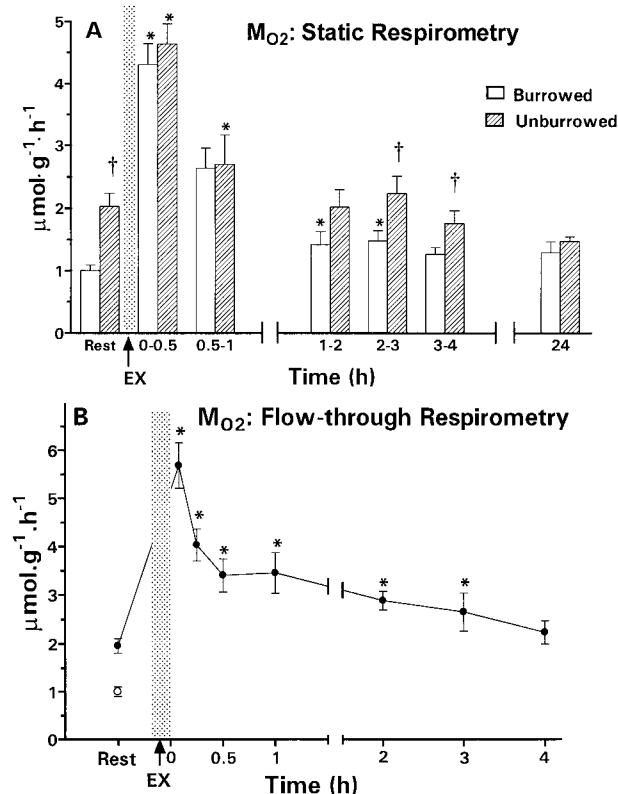 A
M_O2: Static Respirometry
5
* *
Burrowed
Unburrowed
4
μmol·g⁻¹·h⁻¹
3
*
†
† †
2
* *
1
0
Rest 0-0.5 0.5-1 1-2 2-3 3-4 24
EX
Time (h)
B
M_O2: Flow-through Respirometry
*
6
5
*
μmol.g⁻¹.h⁻¹
4
* *
* *
3
2
1
0
Rest 0 0.5 1 2 3 4
EX
Time (h)